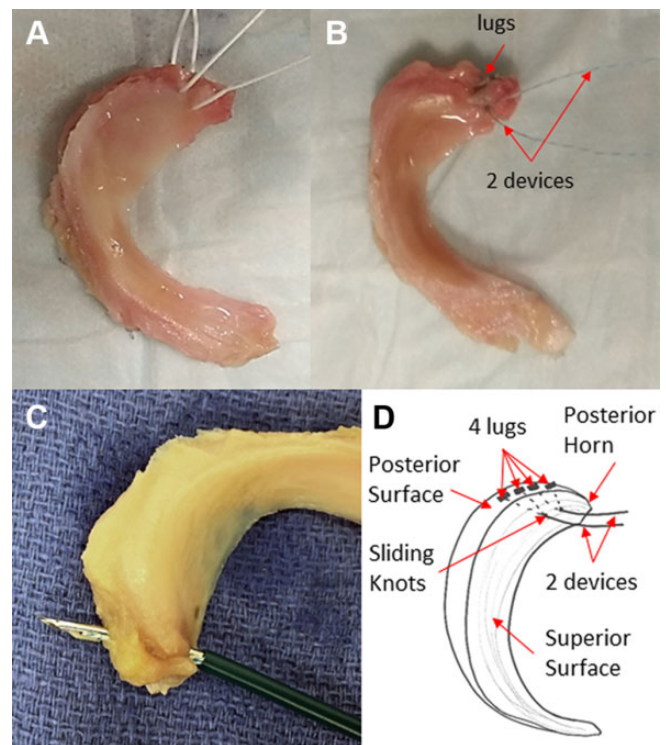 A
B
lugs
2 devices
C
D
4 lugs
Posterior
Horn
Posterior
Surface
Sliding
Knots
2 devices
Superior
Surface